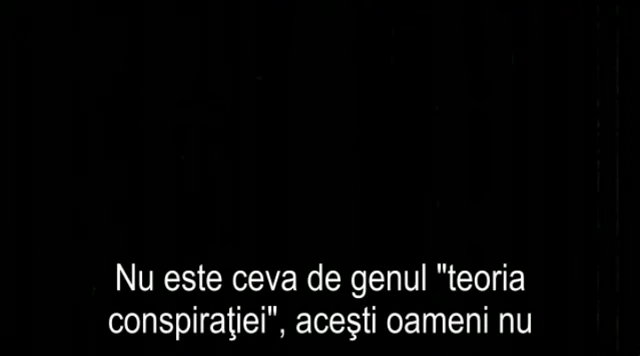 Nu este ceva de genul "teoria
conspiraţiei", aceşti oameni nu